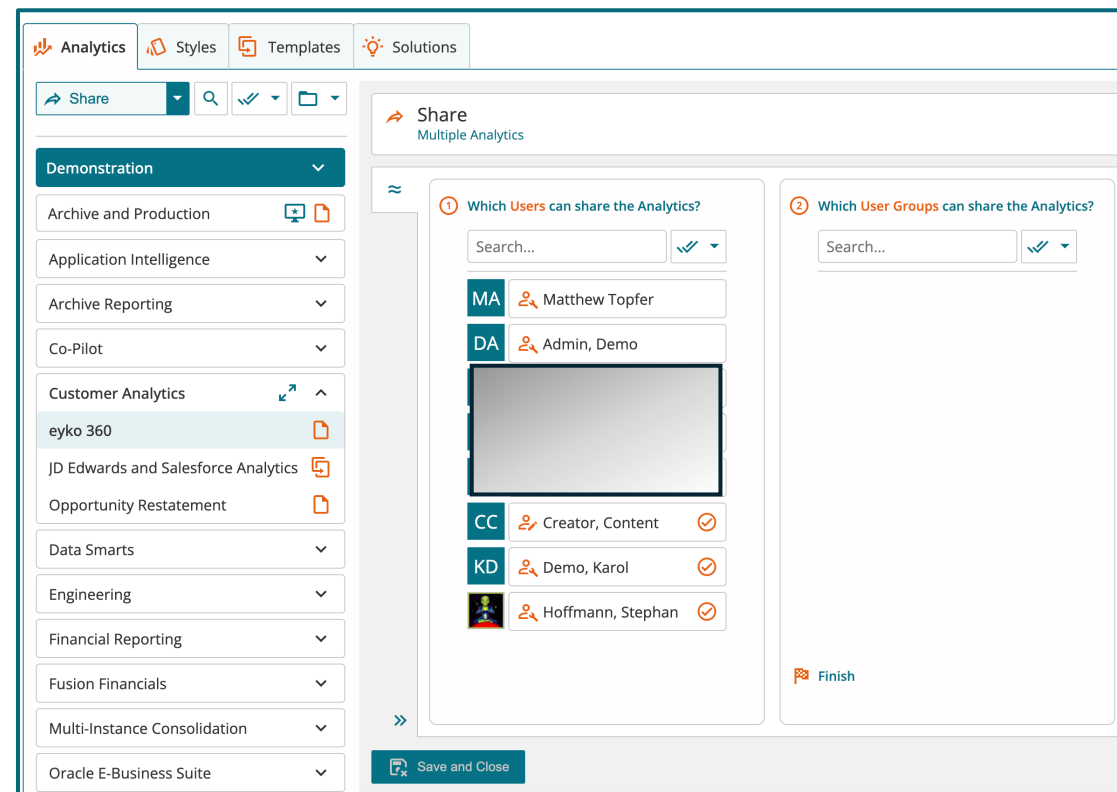 Analytics
Styles
Templates
Solutions
Share
Demonstration
Archive and Production
Application Intelligence
Archive Reporting
Co-Pilot
Customer Analytics
eyko 360
JD Edwards and Salesforce Analytics
Opportunity Restatement
Data Smarts
Engineering
Financial Reporting
Fusion Financials
Multi-Instance Consolidation
Oracle E-Business Suite
Share
Multiple Analytics
1 Which Users can share the Analytics?
Search...
MA Matthew Topfer
DA Admin, Demo
CC Creator, Content
KD Demo, Karol
Hoffmann, Stephan
2 Which User Groups can share the Analytics?
Search...
Finish
Save and Close